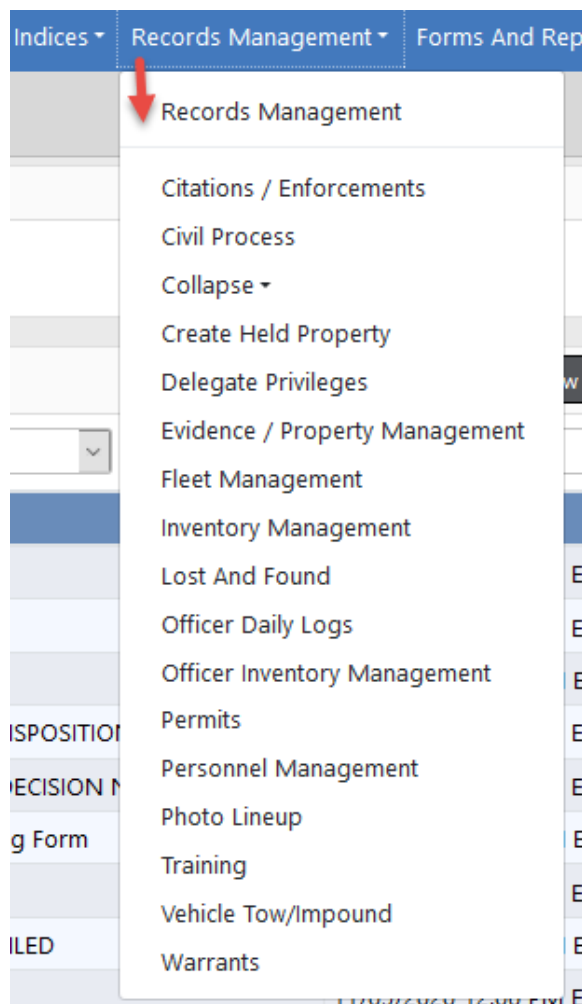 Indices Records Management Forms And Rep
Records Management
Citations / Enforcements
Civil Process
Collapse
Create Held Property
Delegate Privileges
w
Evidence / Property Management
Fleet Management
Inventory Management
Lost And Found
E
Officer Daily Logs
E
Officer Inventory Management
E
Permits
ISPOSITION
E
Personnel Management
DECISION N
E
Photo Lineup
g Form
E
Training
E
Vehicle Tow/Impound
ILED
E
Warrants